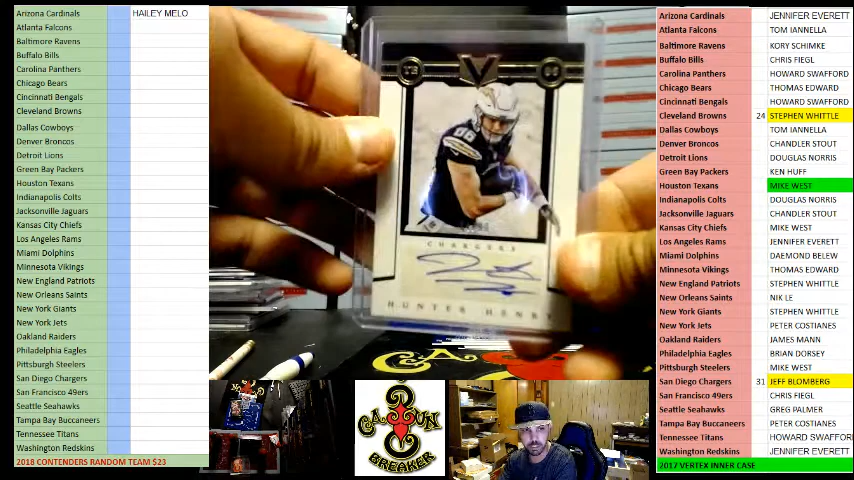 Arizona Cardinals HAILEY MELO
Atlanta Falcons
Baltimore Ravens
Buffalo Bills
Carolina Panthers
Chicago Bears
Cincinnati Bengals
Cleveland Browns
Dallas Cowboys
Denver Broncos
Detroit Lions
Green Bay Packers
Houston Texans
Indianapolis Colts
Jacksonville Jaguars
Kansas City Chiefs
Los Angeles Rams
Miami Dolphins
Minnesota Vikings
New England Patriots
New Orleans Saints
New York Giants
New York Jets
Oakland Raiders
Philadelphia Eagles
Pittsburgh Steelers
San Diego Chargers
San Francisco 49ers
Seattle Seahawks
Tampa Bay Buccaneers
Tennessee Titans
Washington Redskins
2018 CONTENDERS RANDOM TEAM $23
V
CHARGERS
HUNTER HENRY
CAJUN
BREAKER
Arizona Cardinals JENNIFER EVERETT
Atlanta Falcons TOM IANNELLA
Baltimore Ravens KORY SCHIMKE
Buffalo Bills CHRIS FIEGL
Carolina Panthers HOWARD SWAFFORD
Chicago Bears THOMAS EDWARD
Cincinnati Bengals HOWARD SWAFFORD
Cleveland Browns 24 STEPHEN WHITTLE
Dallas Cowboys TOM IANNELLA
Denver Broncos CHANDLER STOUT
Detroit Lions DOUGLAS NORRIS
Green Bay Packers KEN HUFF
Houston Texans MIKE WEST
Indianapolis Colts DOUGLAS NORRIS
Jacksonville Jaguars CHANDLER STOUT
Kansas City Chiefs MIKE WEST
Los Angeles Rams JENNIFER EVERETT
Miami Dolphins DAEMOND BELEW
Minnesota Vikings THOMAS EDWARD
New England Patriots STEPHEN WHITTLE
New Orleans Saints NIK LE
New York Giants STEPHEN WHITTLE
New York Jets PETER COSTIANES
Oakland Raiders JAMES MANN
Philadelphia Eagles BRIAN DORSEY
Pittsburgh Steelers MIKE WEST
San Diego Chargers 31 JEFF BLOMBERG
San Francisco 49ers CHRIS FIEGL
Seattle Seahawks GREG PALMER
Tampa Bay Buccaneers PETER COSTIANES
Tennessee Titans HOWARD SWAFFORD
Washington Redskins JENNIFER EVERETT
2017 VERTEX INNER CASE